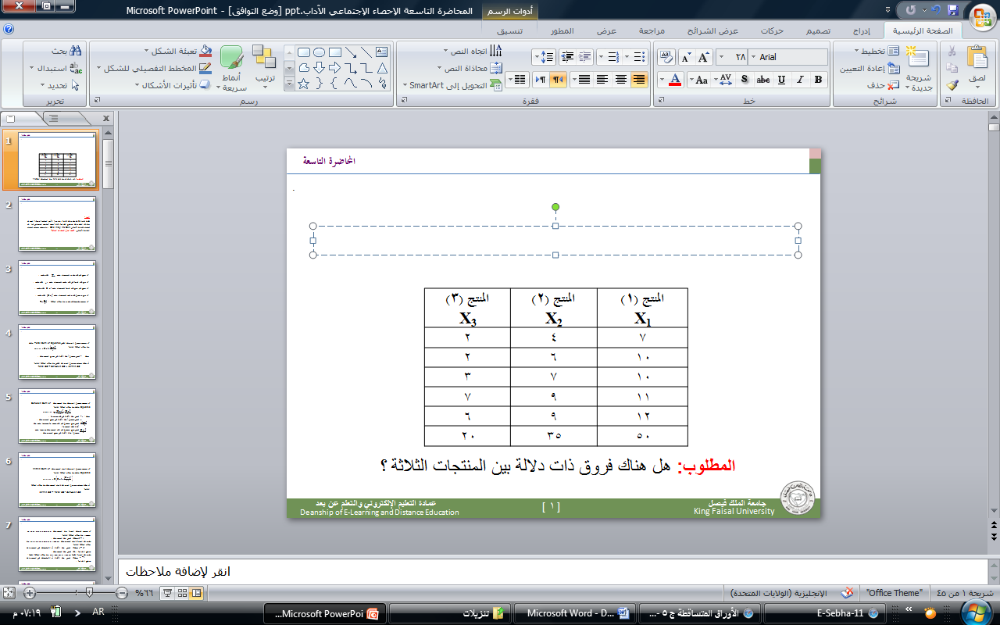 المحاضرة التاسعة الإحصاء الإجتماعى الآداب.ppt [وضع التوافق] - Microsoft PowerPoint
أدوات الرسم
الصفحة الرئيسية إدراج تصميم حركات عرض الشرائح مراجعة عرض المطور تنسيق
لصق
الحافظة
شريحة جديدة
تخطيط
إعادة التعيين
حذف
شرائح
Arial ٢٨
B I U abc S AV Aa A
خط
اتجاه النص
محاذاة النص
التحويل إلى SmartArt
فقرة
ترتيب
أنماط سريعة
تعبئة الشكل
المخطط التفصيلي للشكل
تأثيرات الأشكال
رسم
بحث
استبدال
تحديد
تحرير
1
2
3
4
5
6
7
المحاضرة التاسعة
المنتج (١) المنتج (٢) المنتج (٣)
X1 X2 X3
٧ ٤ ٢
١٠ ٦ ٢
١٠ ٧ ٣
١١ ٩ ٧
١٢ ٩ ٦
٥٠ ٣٥ ٢٠
المطلوب: هل هناك فروق ذات دلالة بين المنتجات الثلاثة ؟
جامعة الملك فيصل
King Faisal University
[ ١ ]
عمادة التعليم الإلكتروني والتعلم عن بعد
Deanship of E-Learning and Distance Education
انقر لإضافة ملاحظات
شريحة ١ من ٤٥ "Office Theme" الإنجليزية (الولايات المتحدة) ٦٦%
E-Sebha-11
الأوراق المتساقطة ج ٥ -...
Microsoft Word - D...
تنزيلات
Microsoft PowerPoi...
AR
٠٧:١٩ م